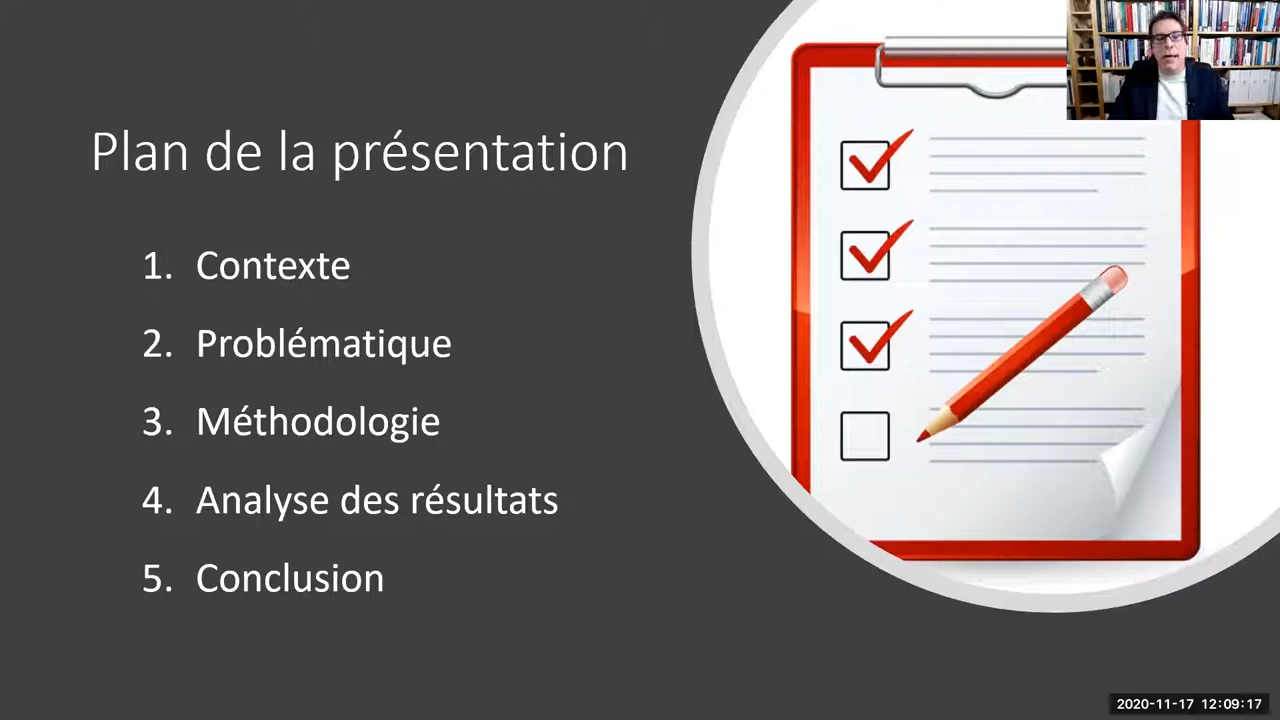 Plan de la présentation
1. Contexte
2. Problématique
3. Méthodologie
4. Analyse des résultats
5. Conclusion
2020-11-17 12:09:17